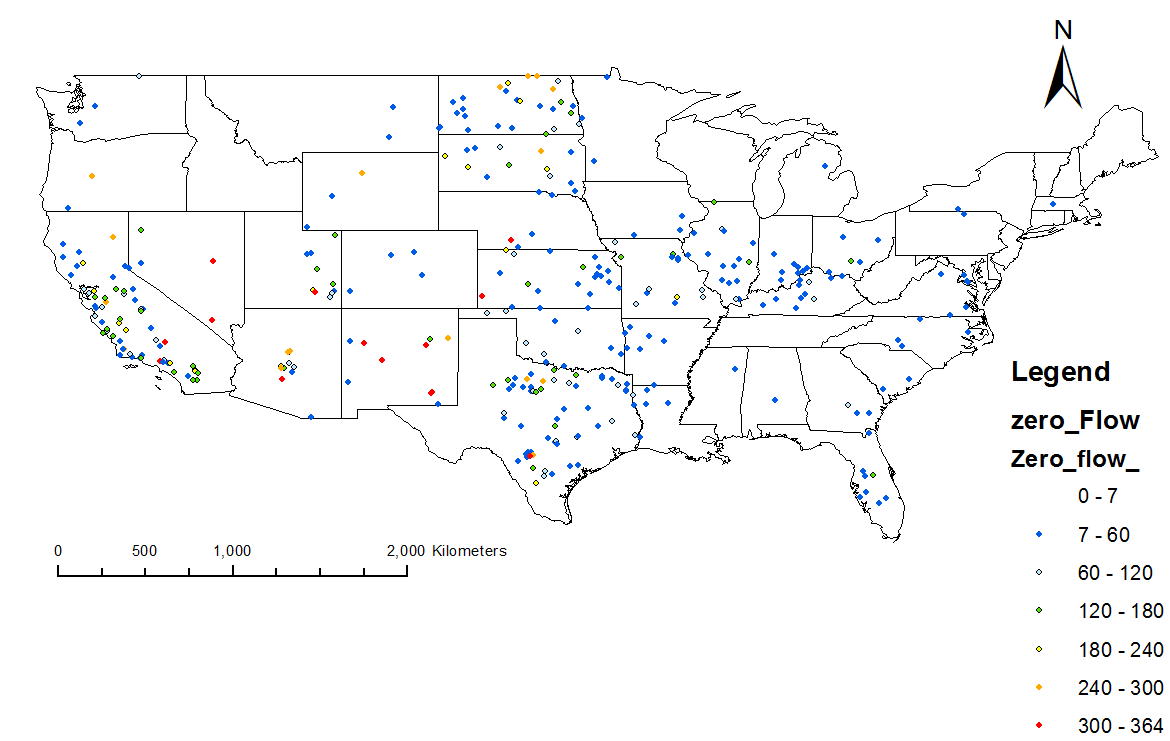 N
Legend
zero_Flow
Zero_flow_
0 - 7
7 - 60
60 - 120
120 - 180
180 - 240
240 - 300
300 - 364
0 500 1,000 2,000 Kilometers